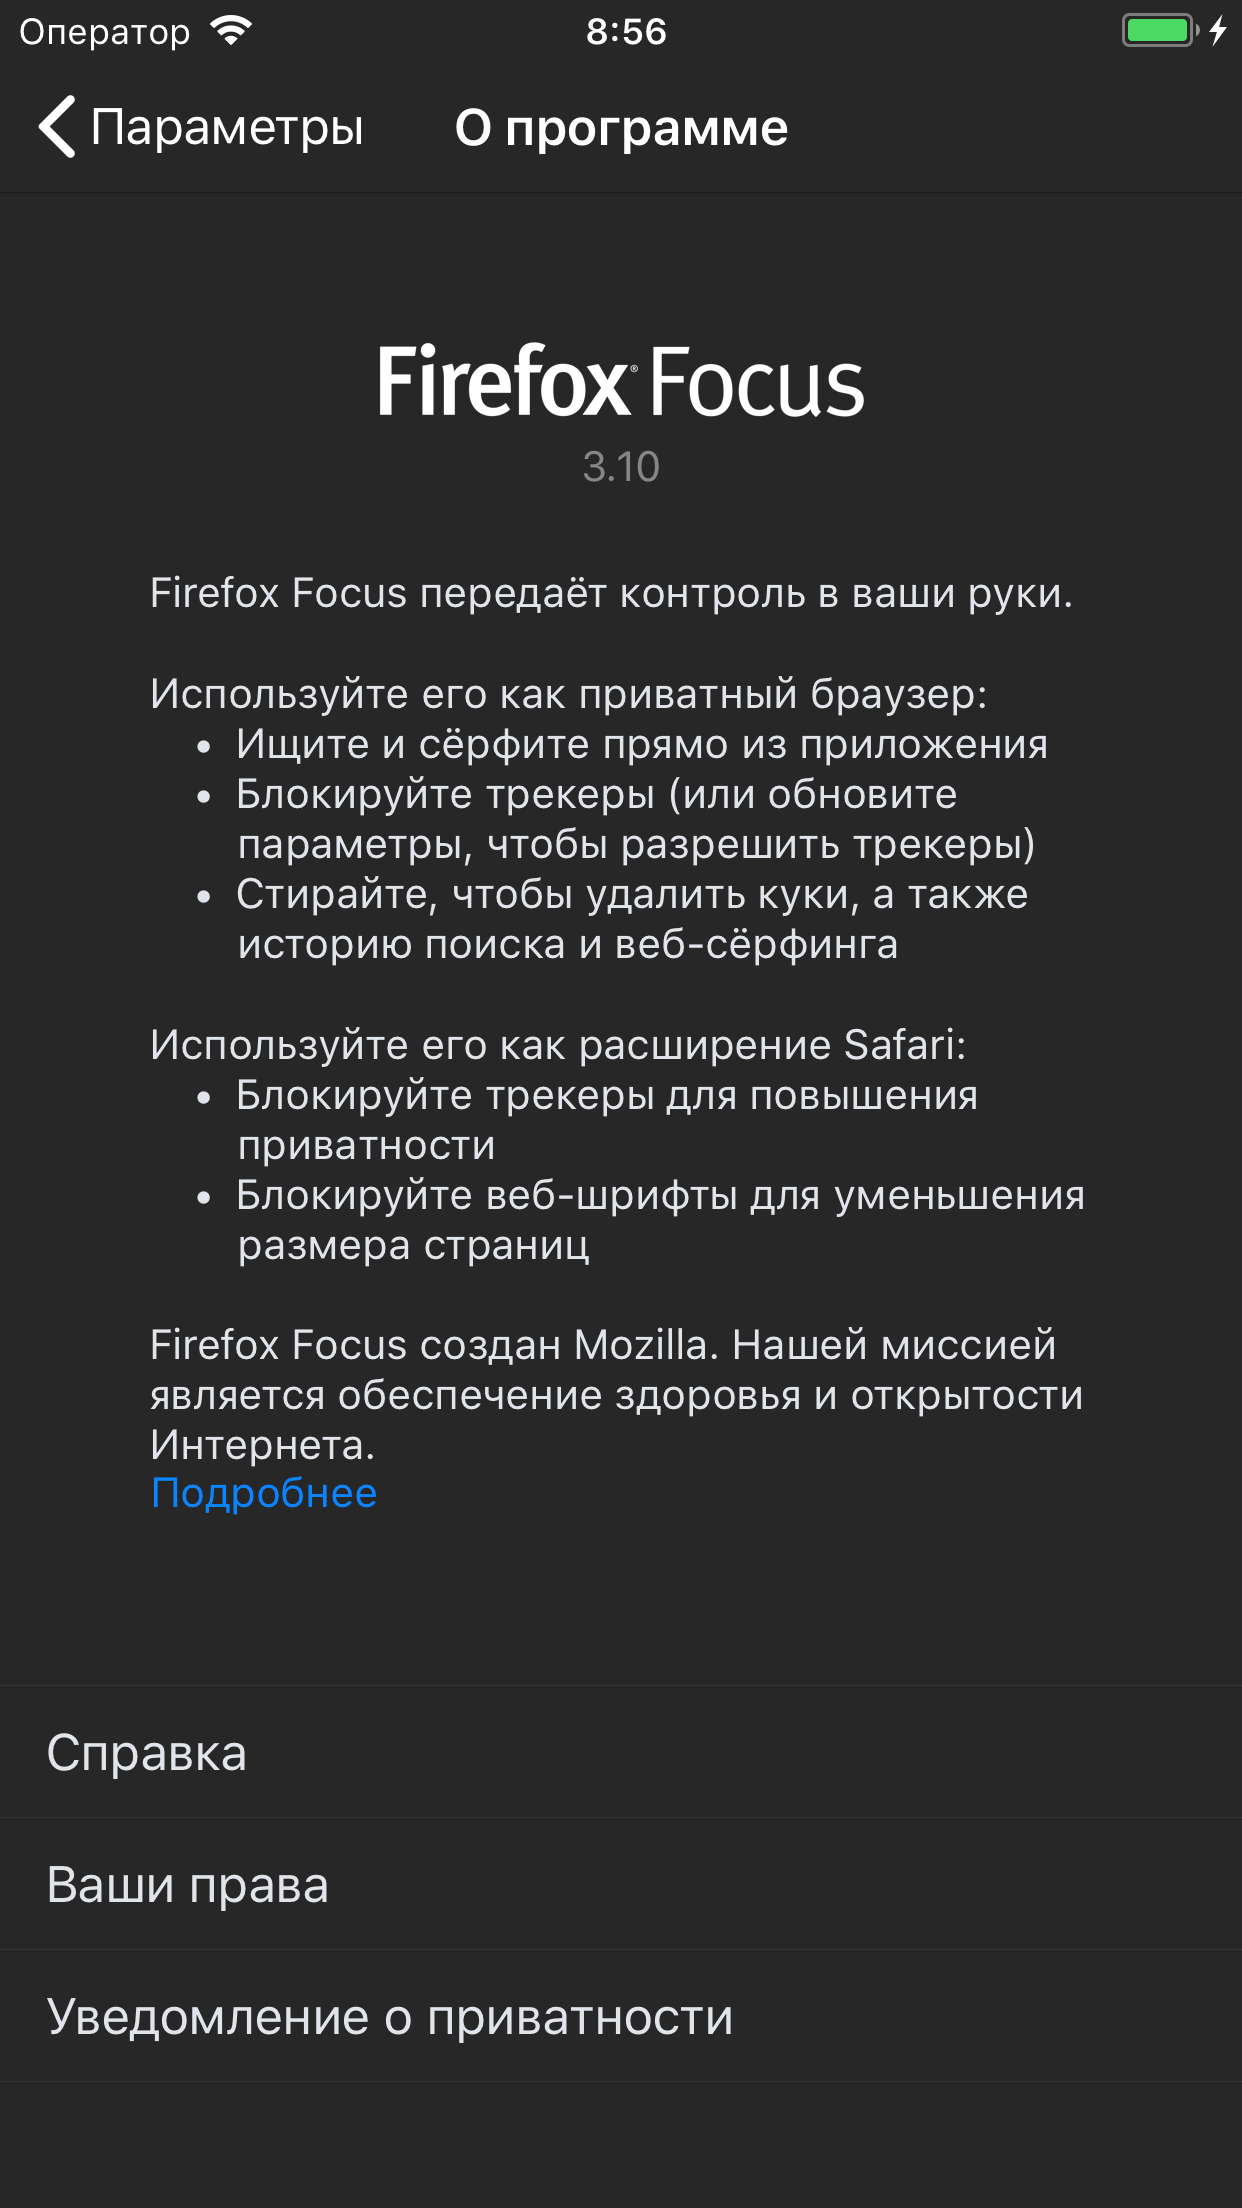 Оператор 8:56
Параметры О программе
Firefox® Focus
3.10
Firefox Focus передаёт контроль в ваши руки.
Используйте его как приватный браузер:
• Ищите и сёрфите прямо из приложения
• Блокируйте трекеры (или обновите
параметры, чтобы разрешить трекеры)
• Стирайте, чтобы удалить куки, а также
историю поиска и веб-сёрфинга
Используйте его как расширение Safari:
• Блокируйте трекеры для повышения
приватности
• Блокируйте веб-шрифты для уменьшения
размера страниц
Firefox Focus создан Mozilla. Нашей миссией
является обеспечение здоровья и открытости
Интернета.
Подробнее
Справка
Ваши права
Уведомление о приватности